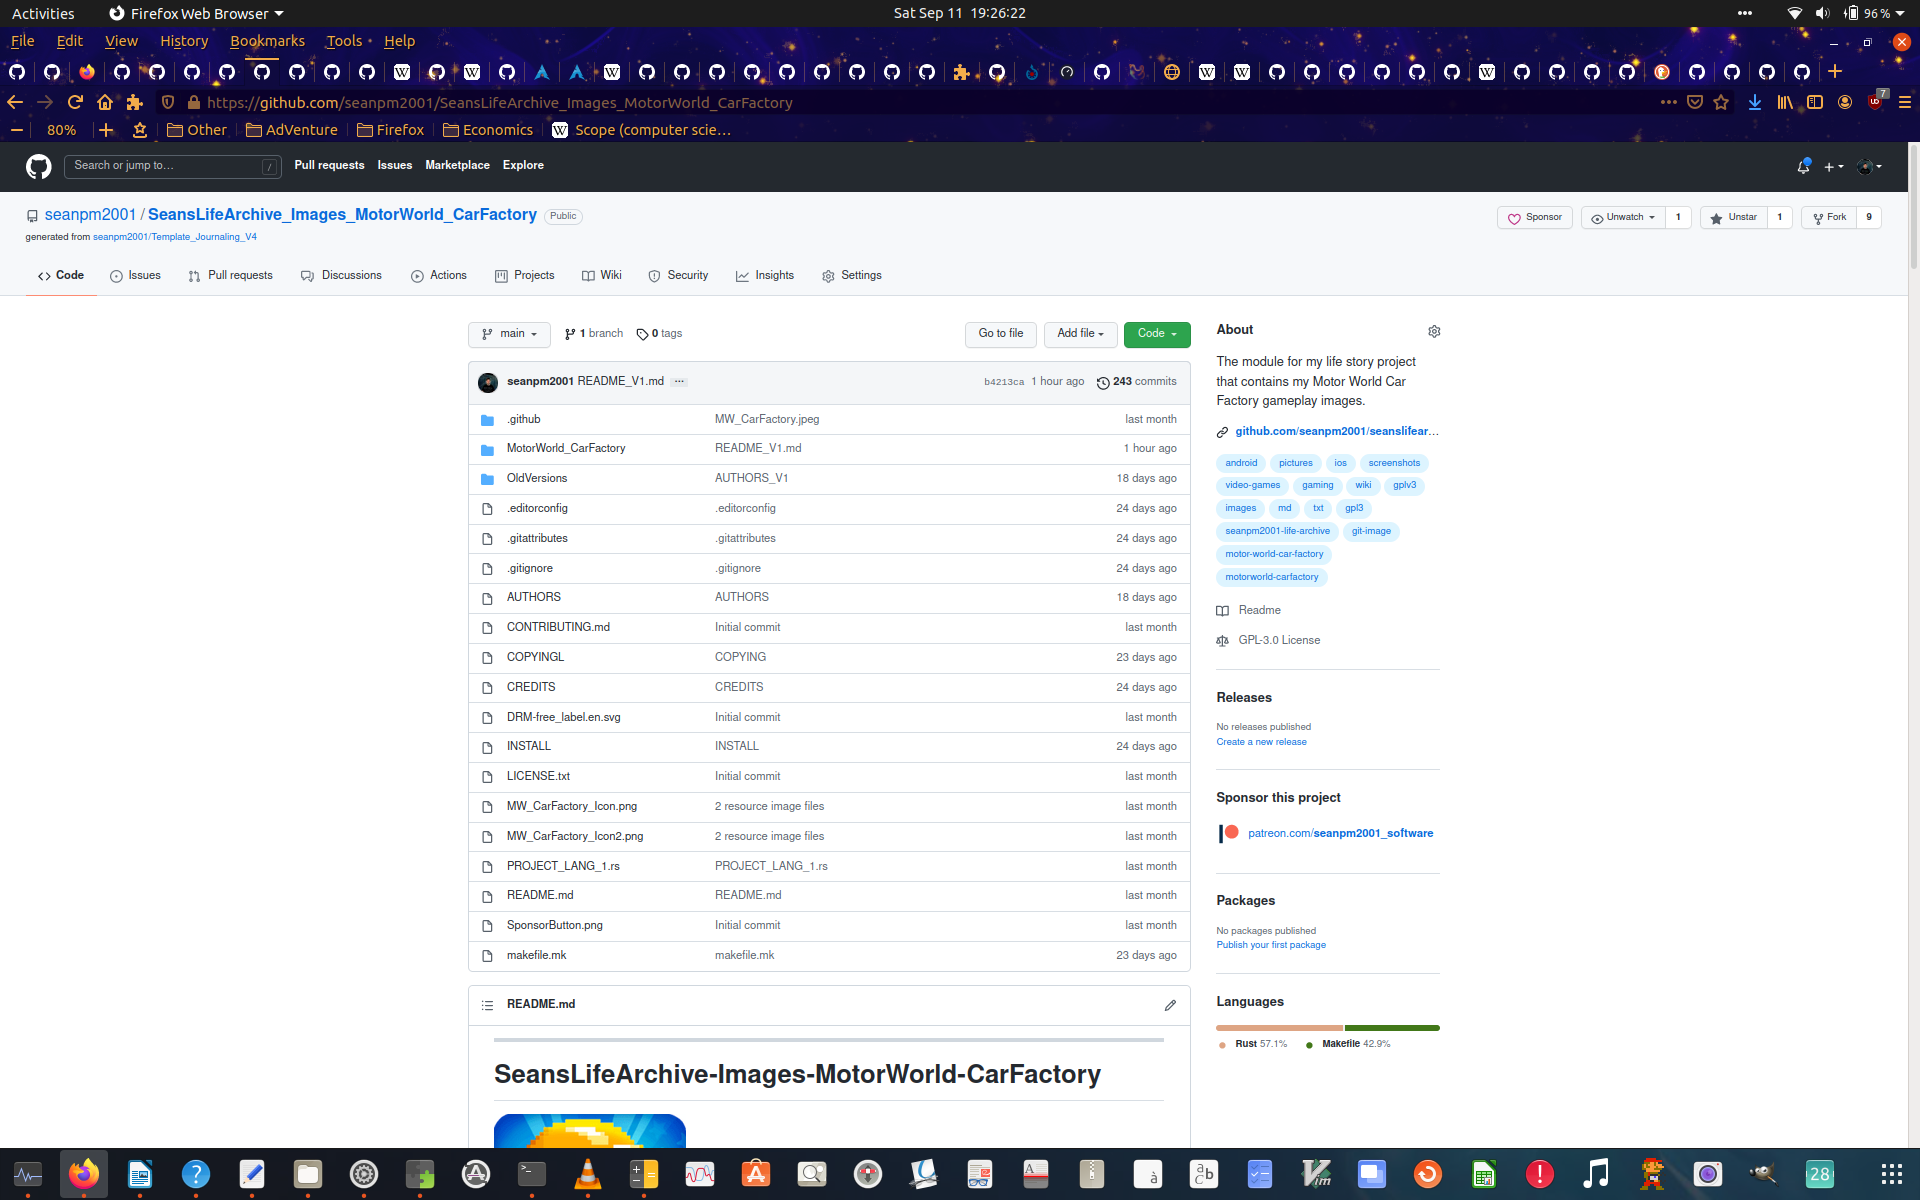 Activities Firefox Web Browser Sat Sep 11 19:26:22 96 %
File Edit View History Bookmarks Tools Help
https://github.com/seanpm2001/SeansLifeArchive_Images_MotorWorld_CarFactory 7
80% Other AdVenture Firefox Economics Scope (computer scie…
Search or jump to… / Pull requests Issues Marketplace Explore
seanpm2001 / SeansLifeArchive_Images_MotorWorld_CarFactory Public Sponsor Unwatch 1 Unstar 1 Fork 9
generated from seanpm2001/Template_Journaling_V4
Code Issues Pull requests Discussions Actions Projects Wiki Security Insights Settings
main 1 branch 0 tags Go to file Add file Code
seanpm2001 README_V1.md ... b4213ca 1 hour ago 243 commits
.github MW_CarFactory.jpeg last month
MotorWorld_CarFactory README_V1.md 1 hour ago
OldVersions AUTHORS_V1 18 days ago
.editorconfig .editorconfig 24 days ago
.gitattributes .gitattributes 24 days ago
.gitignore .gitignore 24 days ago
AUTHORS AUTHORS 18 days ago
CONTRIBUTING.md Initial commit last month
COPYINGL COPYING 23 days ago
CREDITS CREDITS 24 days ago
DRM-free_label.en.svg Initial commit last month
INSTALL INSTALL 24 days ago
LICENSE.txt Initial commit last month
MW_CarFactory_Icon.png 2 resource image files last month
MW_CarFactory_Icon2.png 2 resource image files last month
PROJECT_LANG_1.rs PROJECT_LANG_1.rs last month
README.md README.md last month
SponsorButton.png Initial commit last month
makefile.mk makefile.mk 23 days ago
README.md
SeansLifeArchive-Images-MotorWorld-CarFactory
About
The module for my life story project
that contains my Motor World Car
Factory gameplay images.
github.com/seanpm2001/seanslifear…
android pictures ios screenshots
video-games gaming wiki gplv3
images md txt gpl3
seanpm2001-life-archive git-image
motor-world-car-factory
motorworld-carfactory
Readme
GPL-3.0 License
Releases
No releases published
Create a new release
Sponsor this project
patreon.com/seanpm2001_software
Packages
No packages published
Publish your first package
Languages
Rust 57.1% Makefile 42.9%
28